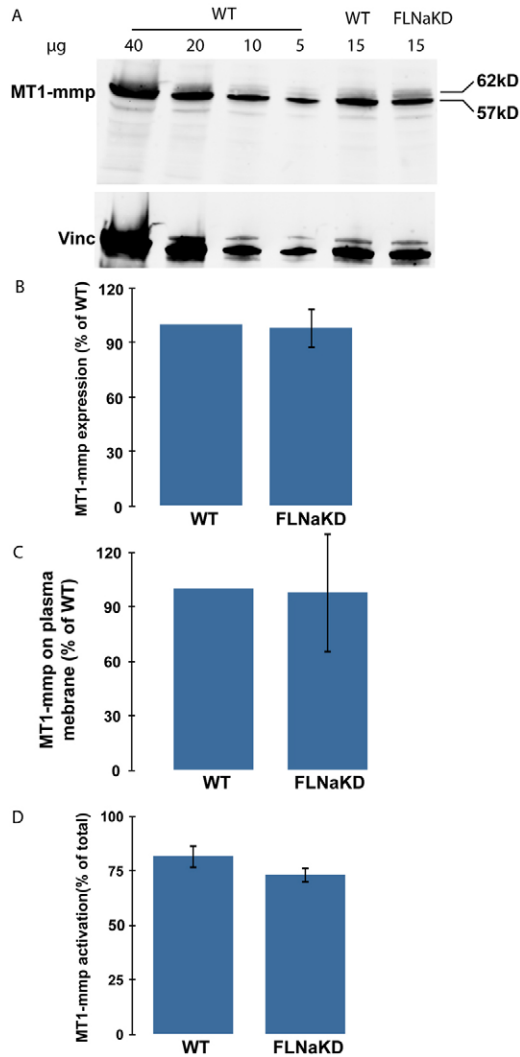 A
WT WT FLNaKD
µg 40 20 10 5 15 15
MT1-mmp
62kD
57kD
Vinc
B
MT1-mmp expression (% of WT)
120
90
60
30
0
WT FLNaKD
C
MT1-mmp on plasma
mebrane (% of WT)
120
90
60
30
0
WT FLNaKD
D
MT1-mmp activation(% of total)
100
75
50
25
0
WT FLNaKD